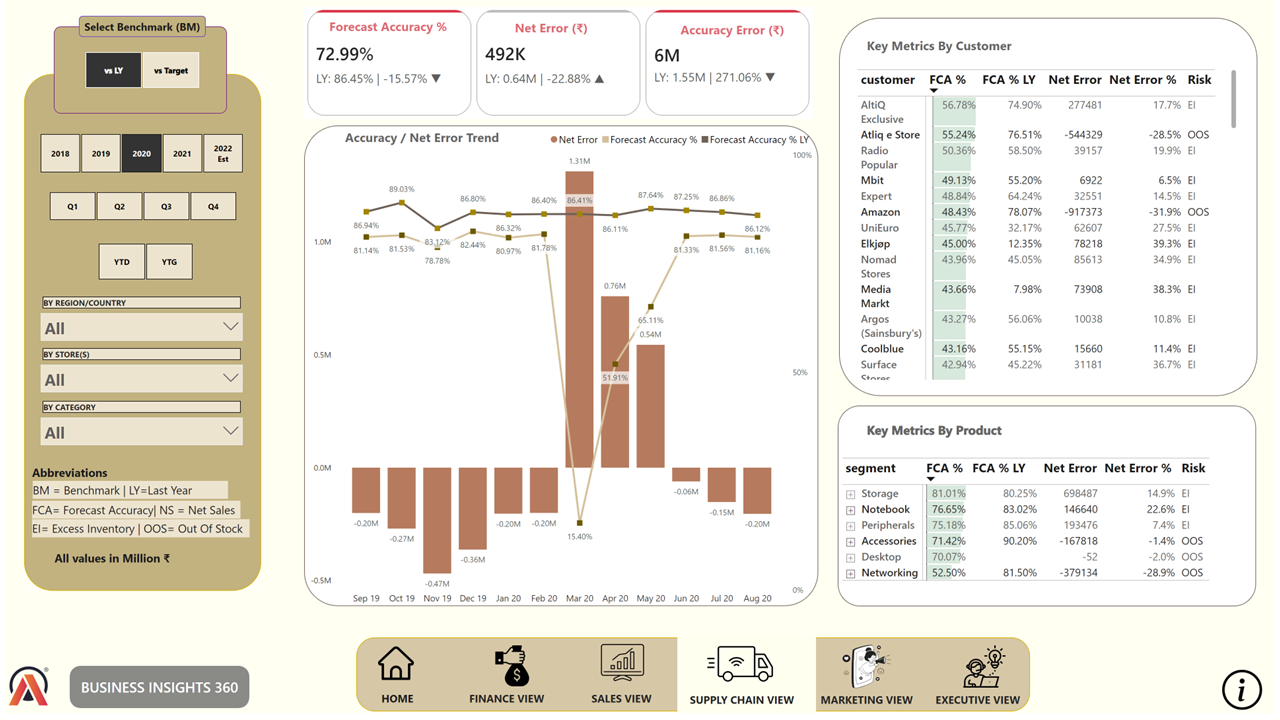 Select Benchmark (BM)
vs LY
vs Target
2018
2019
2020
2021
2022
Est
Q1
Q2
Q3
Q4
YTD
YTG
BY REGION/COUNTRY
All
BY STORE(S)
All
BY CATEGORY
All
Abbreviations
BM = Benchmark | LY=Last Year
FCA= Forecast Accuracy| NS = Net Sales
EI= Excess Inventory | OOS= Out Of Stock
All values in Million ₹
Forecast Accuracy %
72.99%
LY: 86.45% | -15.57% ▼
Net Error (₹)
492K
LY: 0.64M | -22.88% ▲
Accuracy Error (₹)
6M
LY: 1.55M | 271.06% ▼
Accuracy / Net Error Trend
Net Error Forecast Accuracy % Forecast Accuracy % LY
100%
50%
0%
1.0M
0.5M
0.0M
-0.5M
1.31M
89.03%
86.80%
86.40%
86.41%
87.64%
87.25%
86.86%
86.94%
83.12%
86.32%
86.11%
86.12%
81.14%
81.53%
78.78%
82.44%
80.97%
81.78%
81.33%
81.56%
81.16%
0.76M
65.11%
0.54M
51.91%
15.40%
-0.20M
-0.27M
-0.47M
-0.36M
-0.20M
-0.20M
-0.06M
-0.15M
-0.20M
Sep 19 Oct 19 Nov 19 Dec 19 Jan 20 Feb 20 Mar 20 Apr 20 May 20 Jun 20 Jul 20 Aug 20
Key Metrics By Customer
customer FCA % FCA % LY Net Error Net Error % Risk
AltiQ 56.78% 74.90% 277481 17.7% EI
Exclusive
Atliq e Store 55.24% 76.51% -544329 -28.5% OOS
Radio 50.36% 58.50% 39157 19.9% EI
Popular
Mbit 49.13% 55.20% 6922 6.5% EI
Expert 48.84% 64.24% 32551 14.5% EI
Amazon 48.43% 78.07% -917373 -31.9% OOS
UniEuro 45.77% 32.17% 62607 27.5% EI
Elkjøp 45.00% 12.35% 78218 39.3% EI
Nomad 43.96% 45.05% 85613 34.9% EI
Stores
Media 43.66% 7.98% 73908 38.3% EI
Markt
Argos 43.27% 56.06% 10038 10.8% EI
(Sainsbury's)
Coolblue 43.16% 55.15% 15660 11.4% EI
Surface 42.94% 45.22% 31181 36.7% EI
Stores
Key Metrics By Product
segment FCA % FCA % LY Net Error Net Error % Risk
Storage 81.01% 80.25% 698487 14.9% EI
Notebook 76.65% 83.02% 146640 22.6% EI
Peripherals 75.18% 85.06% 193476 7.4% EI
Accessories 71.42% 90.20% -167818 -1.4% OOS
Desktop 70.07% -52 -2.0% OOS
Networking 52.50% 81.50% -379134 -28.9% OOS
BUSINESS INSIGHTS 360
HOME
FINANCE VIEW
SALES VIEW
SUPPLY CHAIN VIEW
MARKETING VIEW
EXECUTIVE VIEW